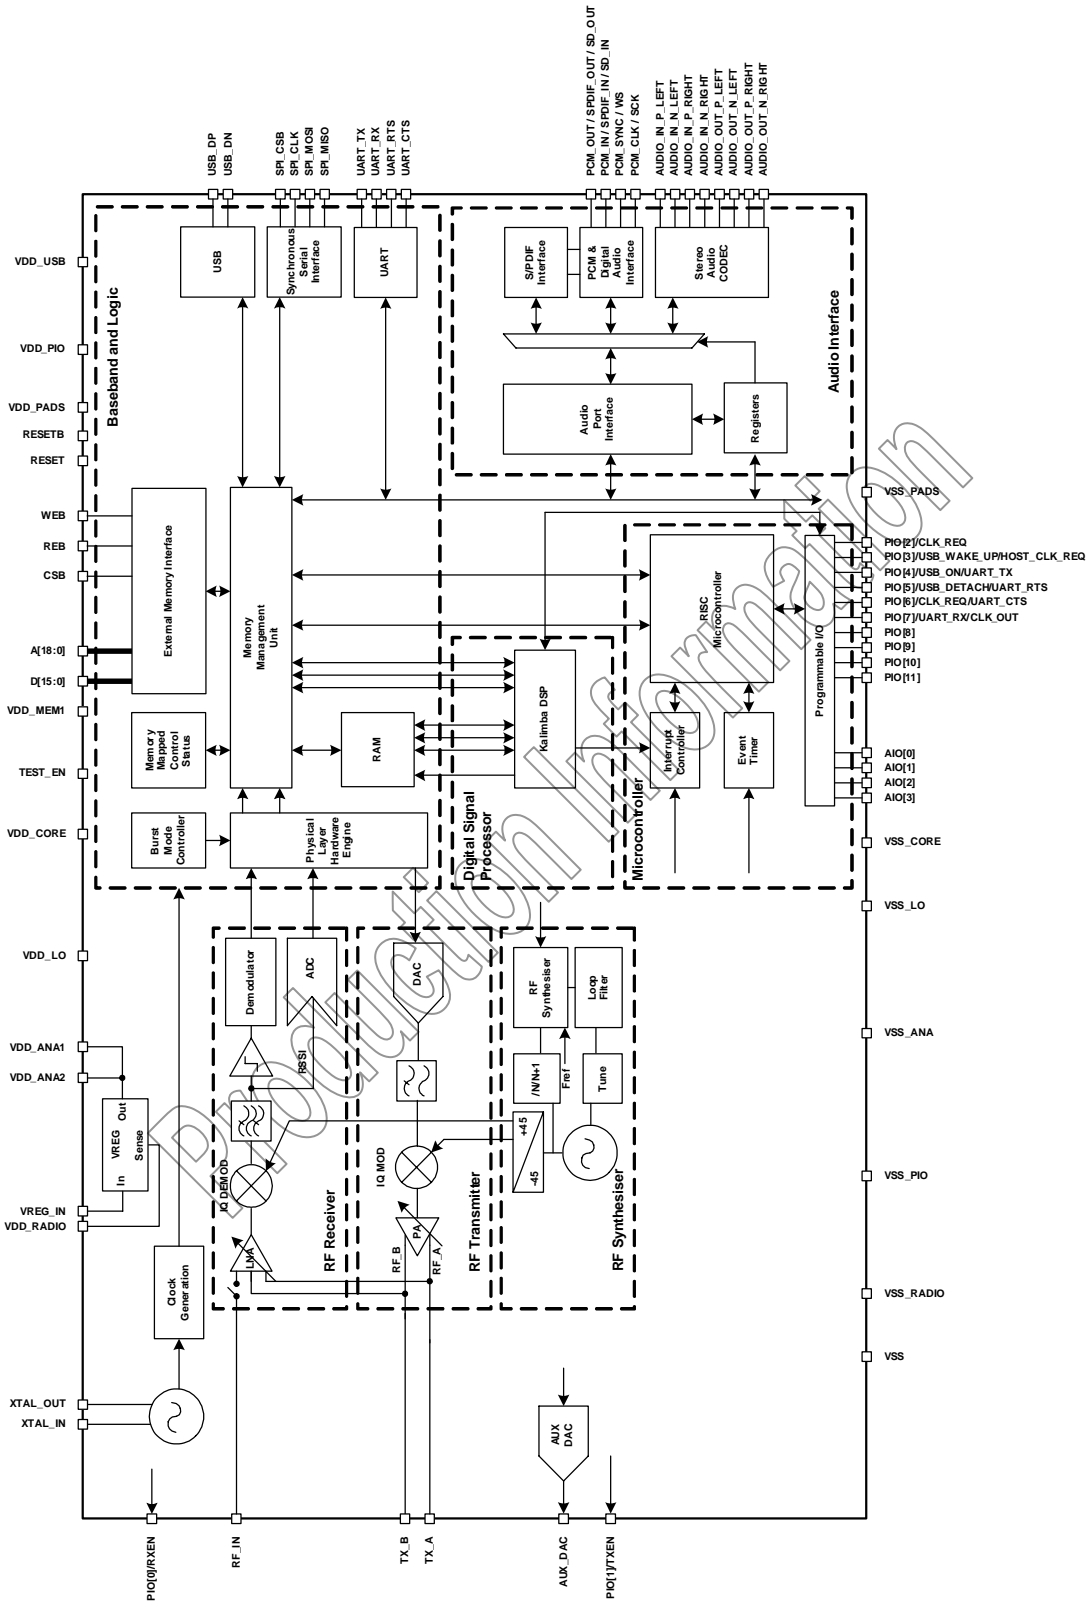 USB_DP
USB_DN
SPI_CSB
SPI_CLK
SPI_MOSI
SPI_MISO
UART_TX
UART_RX
UART_RTS
UART_CTS
PCM_OUT / SPDIF_OUT / SD_OUT
PCM_IN / SPDIF_IN / SD_IN
PCM_SYNC / WS
PCM_CLK / SCK
AUDIO_IN_P_LEFT
AUDIO_IN_N_LEFT
AUDIO_IN_P_RIGHT
AUDIO_IN_N_RIGHT
AUDIO_OUT_P_LEFT
AUDIO_OUT_N_LEFT
AUDIO_OUT_P_RIGHT
AUDIO_OUT_N_RIGHT
VDD_USB
VDD_PIO
VDD_PADS
RESETB
RESET
WEB
REB
CSB
A[18:0]
D[15:0]
VDD_MEM1
TEST_EN
VDD_CORE
VDD_LO
VDD_ANA1
VDD_ANA2
VREG_IN
VDD_RADIO
XTAL_OUT
XTAL_IN
Baseband and Logic
USB
Synchronous
Serial
Interface
UART
External Memory Interface
Memory
Management
Unit
Memory
Mapped
Control
Status
RAM
Burst
Mode
Controller
Physical
Layer
Hardware
Engine
S/PDIF
Interface
PCM &
Digital
Audio
Interface
Stereo
Audio
CODEC
Audio
Port
Interface
Registers
Audio Interface
Kalimba DSP
Digital Signal
Processor
RISC
Microcontroller
Interrupt
Controller
Event
Timer
Programmable I/O
Microcontroller
Demodulator
ADC
RSSI
IQ DEMOD
LNA
RF Receiver
DAC
IQ MOD
PA
RF_B
RF_A
RF Transmitter
RF
Synthesiser
Loop
Filter
/N/N+1
Fref
Tune
+45
-45
RF Synthesiser
Out
VREG
Sense
In
Clock
Generation
AUX
DAC
VSS_PADS
PIO[2]/CLK_REQ
PIO[3]/USB_WAKE_UP/HOST_CLK_REQ
PIO[4]/USB_ON/UART_TX
PIO[5]/USB_DETACH/UART_RTS
PIO[6]/CLK_REQ/UART_CTS
PIO[7]/UART_RX/CLK_OUT
PIO[8]
PIO[9]
PIO[10]
PIO[11]
AIO[0]
AIO[1]
AIO[2]
AIO[3]
VSS_CORE
VSS_LO
VSS_ANA
VSS_PIO
VSS_RADIO
VSS
PIO[0]/RXEN
RF_IN
TX_B
TX_A
AUX_DAC
PIO[1]/TXEN
Production Information